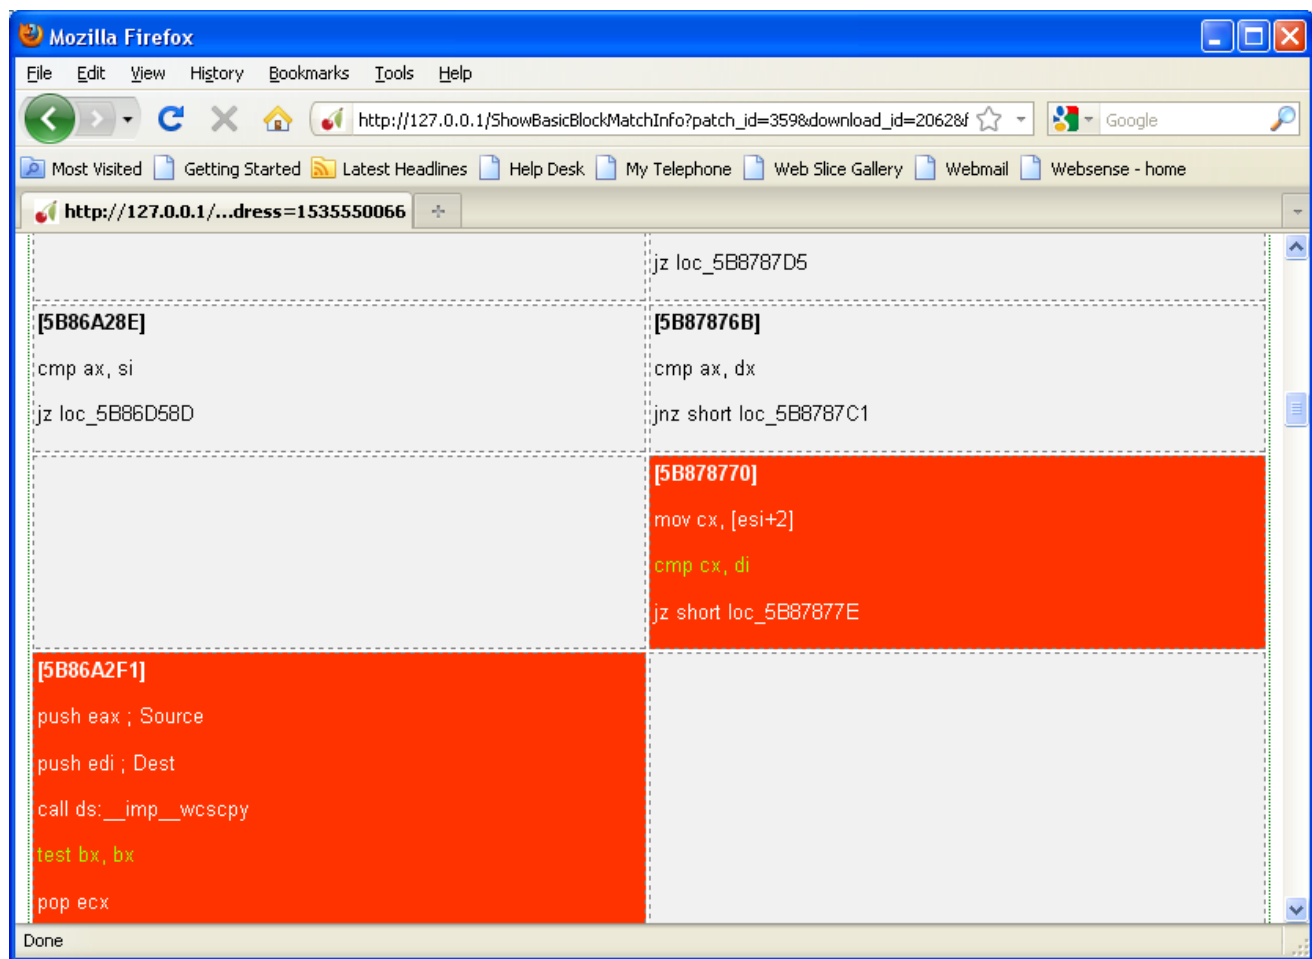 Mozilla Firefox
File Edit View History Bookmarks Tools Help
http://127.0.0.1/ShowBasicBlockMatchInfo?patch_id=359&download_id=2062&f
Google
Most Visited Getting Started Latest Headlines Help Desk My Telephone Web Slice Gallery Webmail Websense - home
http://127.0.0.1/...dress=1535550066
jz loc_5B8787D5
[5B86A28E]
cmp ax, si
jz loc_5B86D58D
[5B87876B]
cmp ax, dx
jnz short loc_5B8787C1
[5B878770]
mov cx, [esi+2]
cmp cx, di
jz short loc_5B87877E
[5B86A2F1]
push eax ; Source
push edi ; Dest
call ds:__imp__wcscpy
test bx, bx
pop ecx
Done